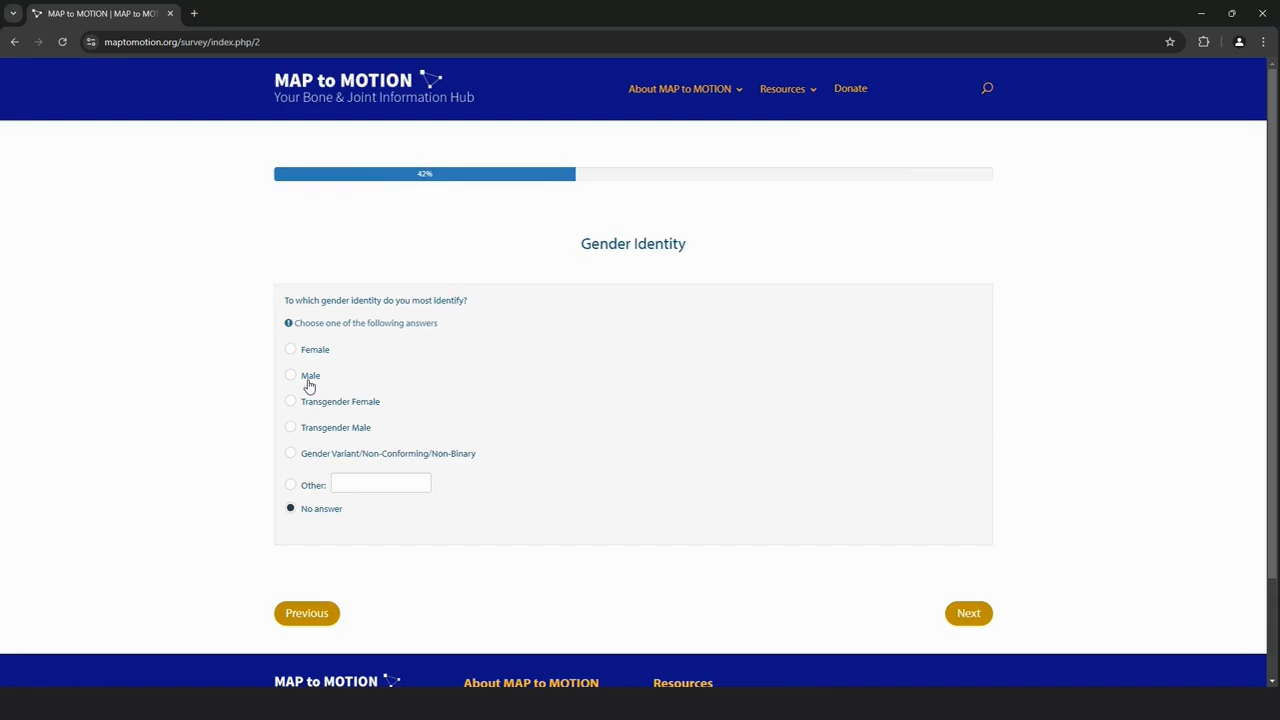 MAP to MOTION | MAP to MO
maptomotion.org/survey/index.php/2
MAP to MOTION
Your Bone & Joint Information Hub
About MAP to MOTION
Resources
Donate
42%
Gender Identity
To which gender identity do you most identify?
Choose one of the following answers
Female
Male
Transgender Female
Transgender Male
Gender Variant/Non-Conforming/Non-Binary
Other:
No answer
Previous
Next
MAP to MOTION
About MAP to MOTION
Resources